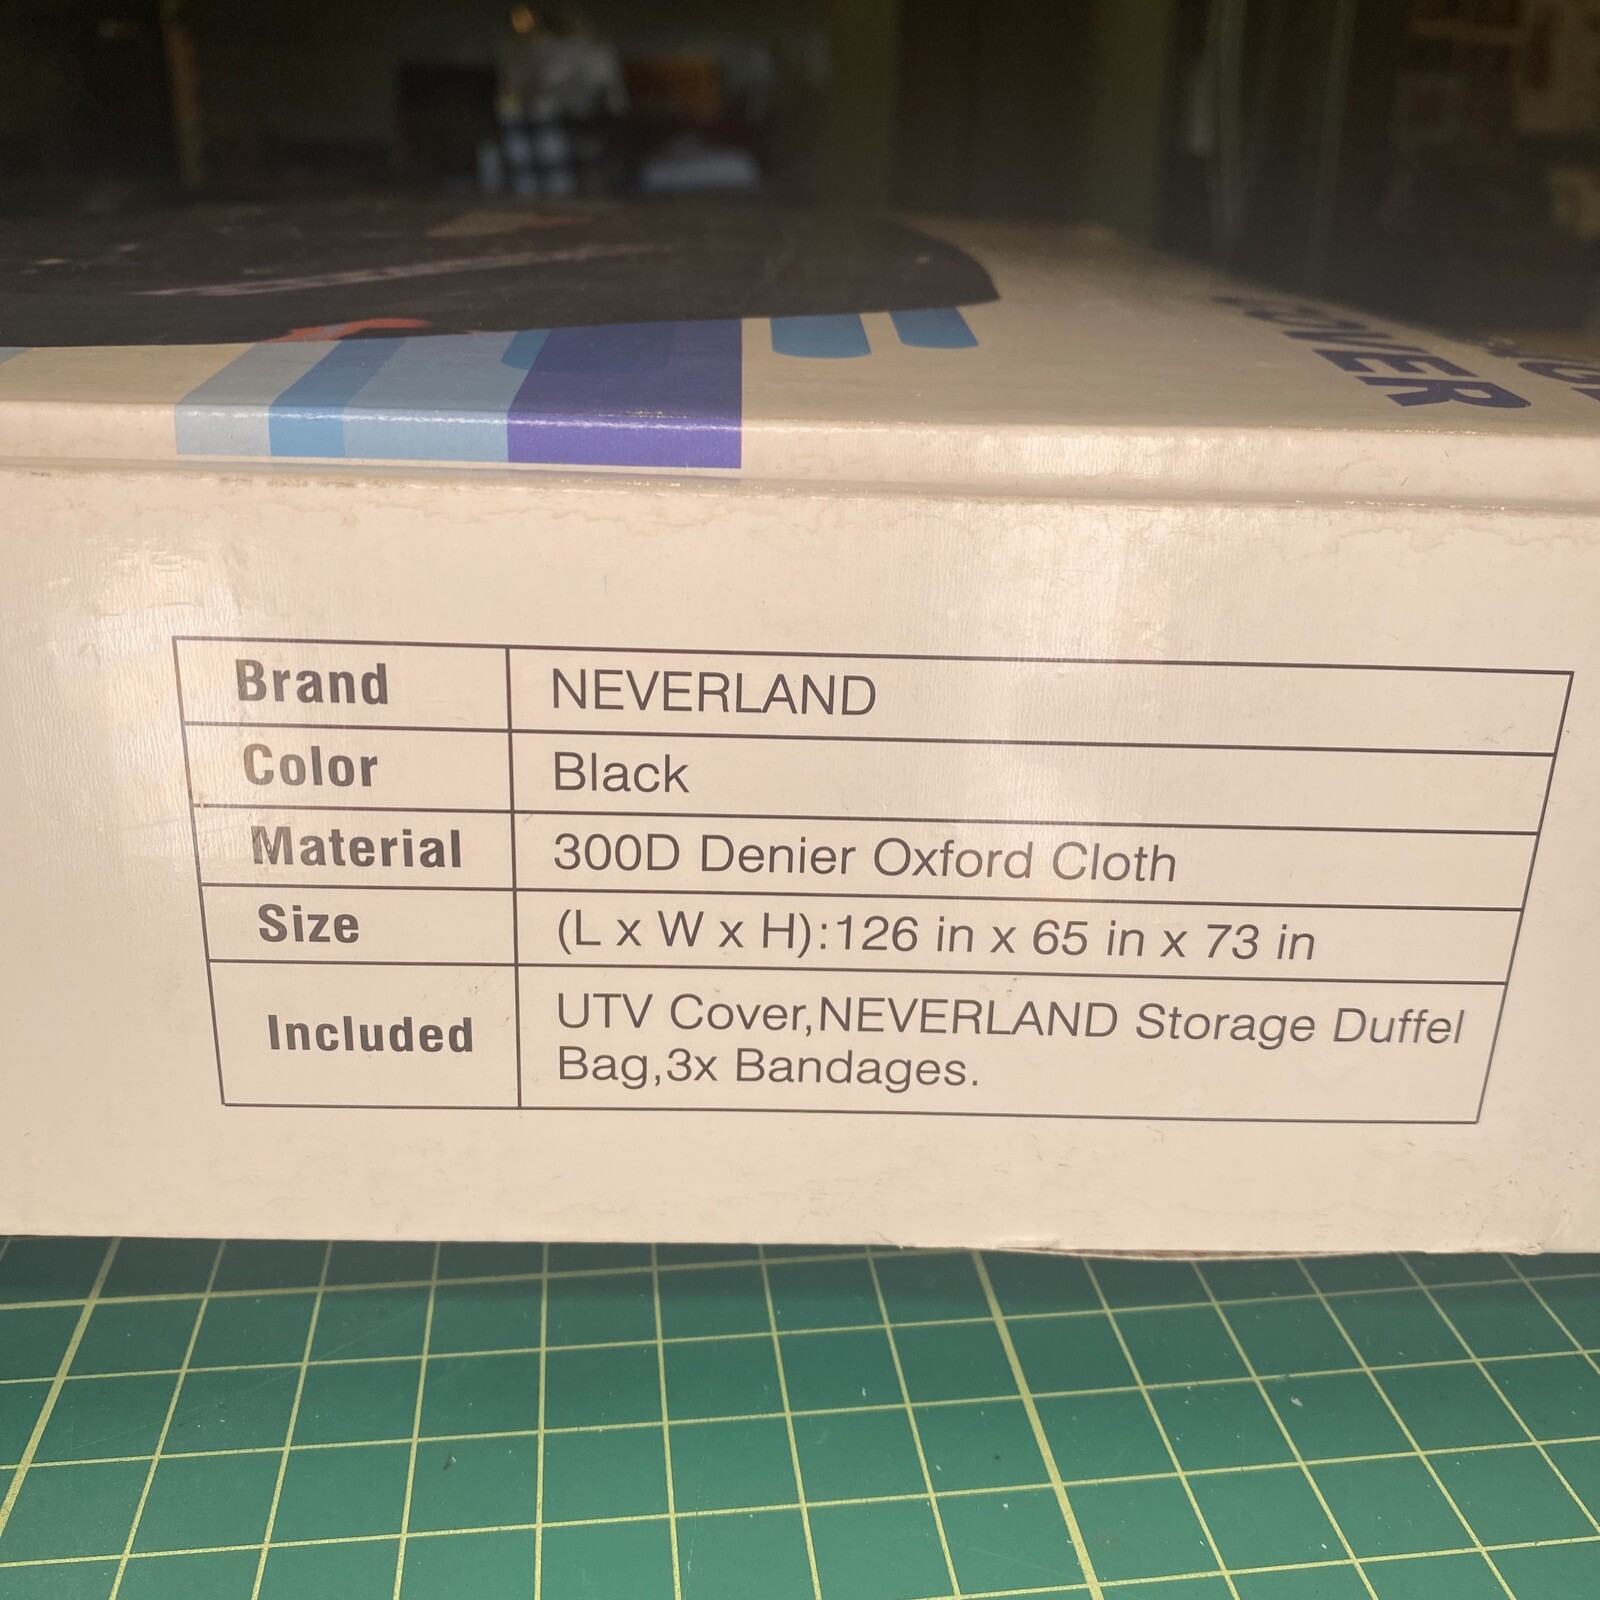 COVER
Brand NEVERLAND
Color Black
Material 300D Denier Oxford Cloth
Size (L x W x H):126 in x 65 in x 73 in
Included UTV Cover,NEVERLAND Storage Duffel
Bag,3x Bandages.